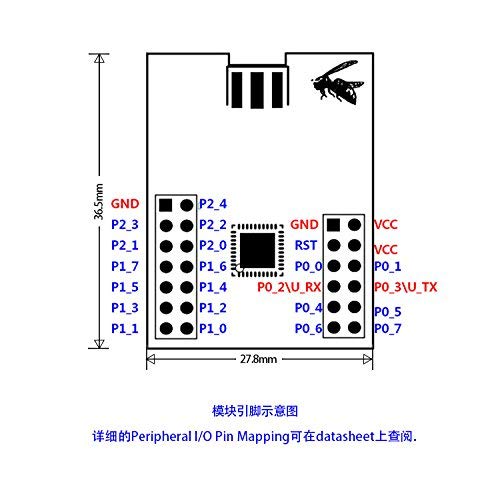 36.5mm
GND P2_4
P2_3 P2_2
P2_1 P2_0
P1_7 P1_6
P1_5 P1_4
P1_3 P1_2
P1_1 P1_0
GND VCC
RST VCC
P0_0 P0_1
P0_2\U_RX P0_3\U_TX
P0_4 P0_5
P0_6 P0_7
27.8mm
模块引脚示意图
详细的Peripheral I/O Pin Mapping可在datasheet上查阅.